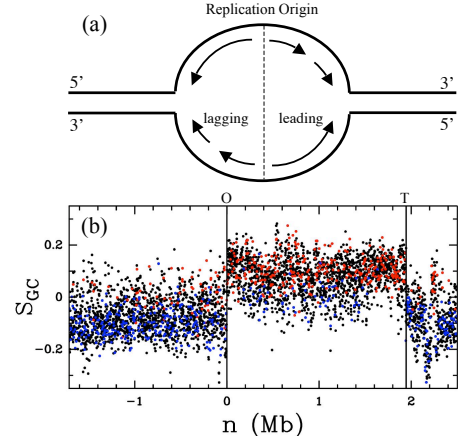 Replication Origin
(a)
5’ 3’
3’ 5’
lagging leading
O T
(b)
0.2
0
-0.2
S_GC
-1 0 1 2
n (Mb)